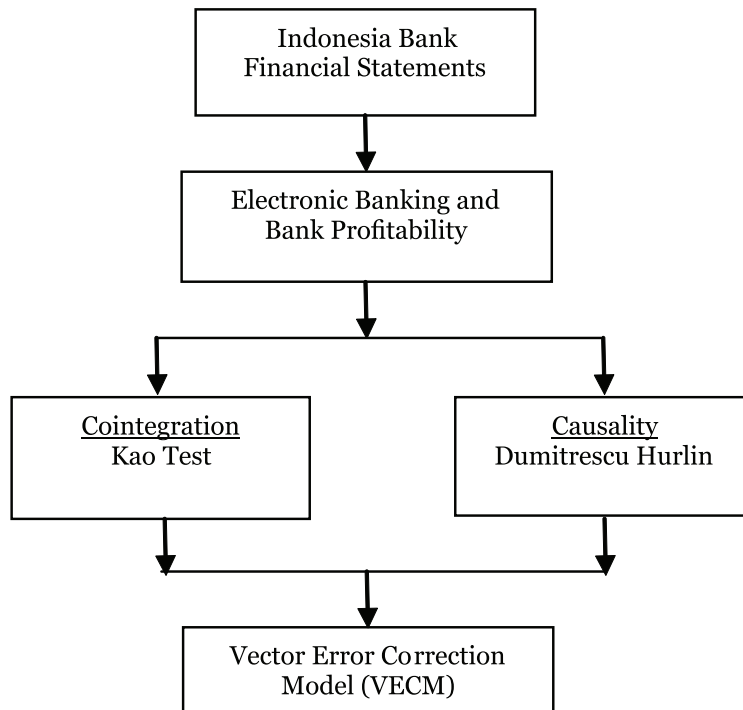 Indonesia Bank
Financial Statements
Electronic Banking and
Bank Profitability
Cointegration
Kao Test
Causality
Dumitrescu Hurlin
Vector Error Correction
Model (VECM)